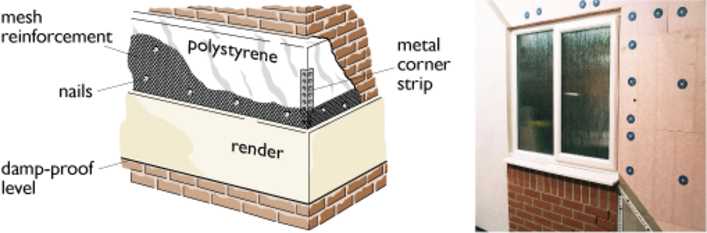 mesh
reinforcement
polystyrene
metal
corner
strip
nails
render
damp-proof
level